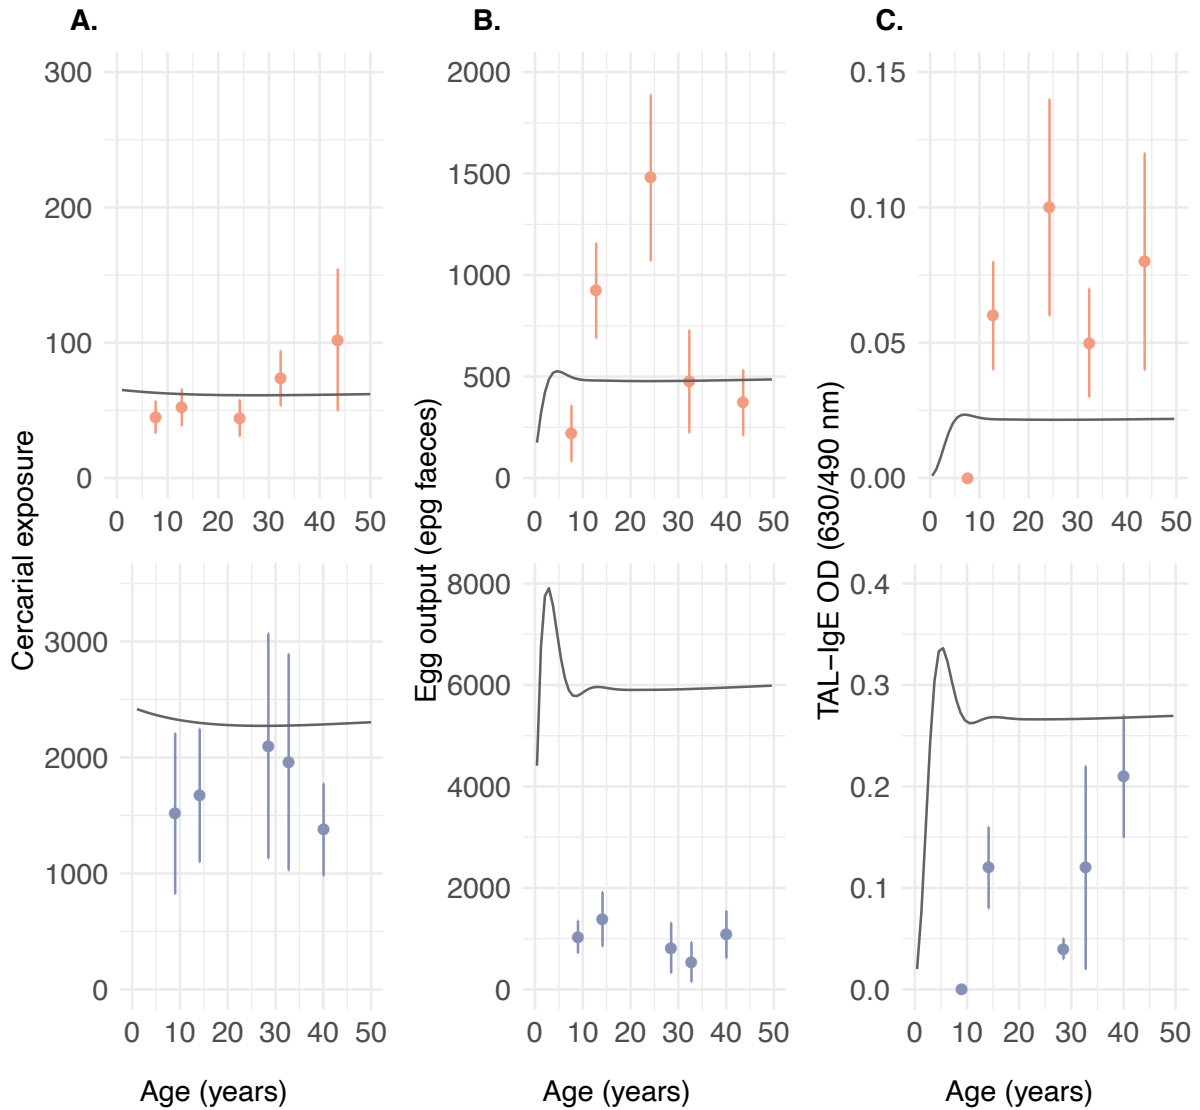 A.
B.
C.
300
200
100
0
0 10 20 30 40 50
2000
1500
1000
500
0
0 10 20 30 40 50
0.15
0.10
0.05
0.00
0 10 20 30 40 50
Cercarial exposure
Egg output (epg faeces)
TAL−IgE OD (630/490 nm)
3000
2000
1000
0
0 10 20 30 40 50
8000
6000
4000
2000
0
0 10 20 30 40 50
0.4
0.3
0.2
0.1
0.0
0 10 20 30 40 50
Age (years)
Age (years)
Age (years)